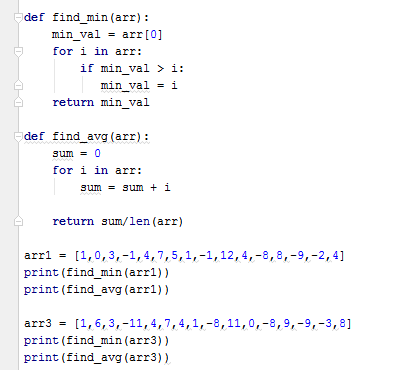 def find_min(arr):
    min_val = arr[0]
    for i in arr:
        if min_val > i:
           min_val = i
    return min_val
def find_avg(arr):
    sum = 0
    for i in arr:
        sum = sum + i
    return sum/len(arr)
arr1 = [1,0,3,-1,4,7,5,1,-1,12,4,-8,8,-9,-2,4]
print(find_min(arr1))
print(find_avg(arr1))
arr3 = [1,6,3,-11,4,7,4,1,-8,11,0,-8,9,-9,-3,8]
print(find_min(arr3))
print(find_avg(arr3))